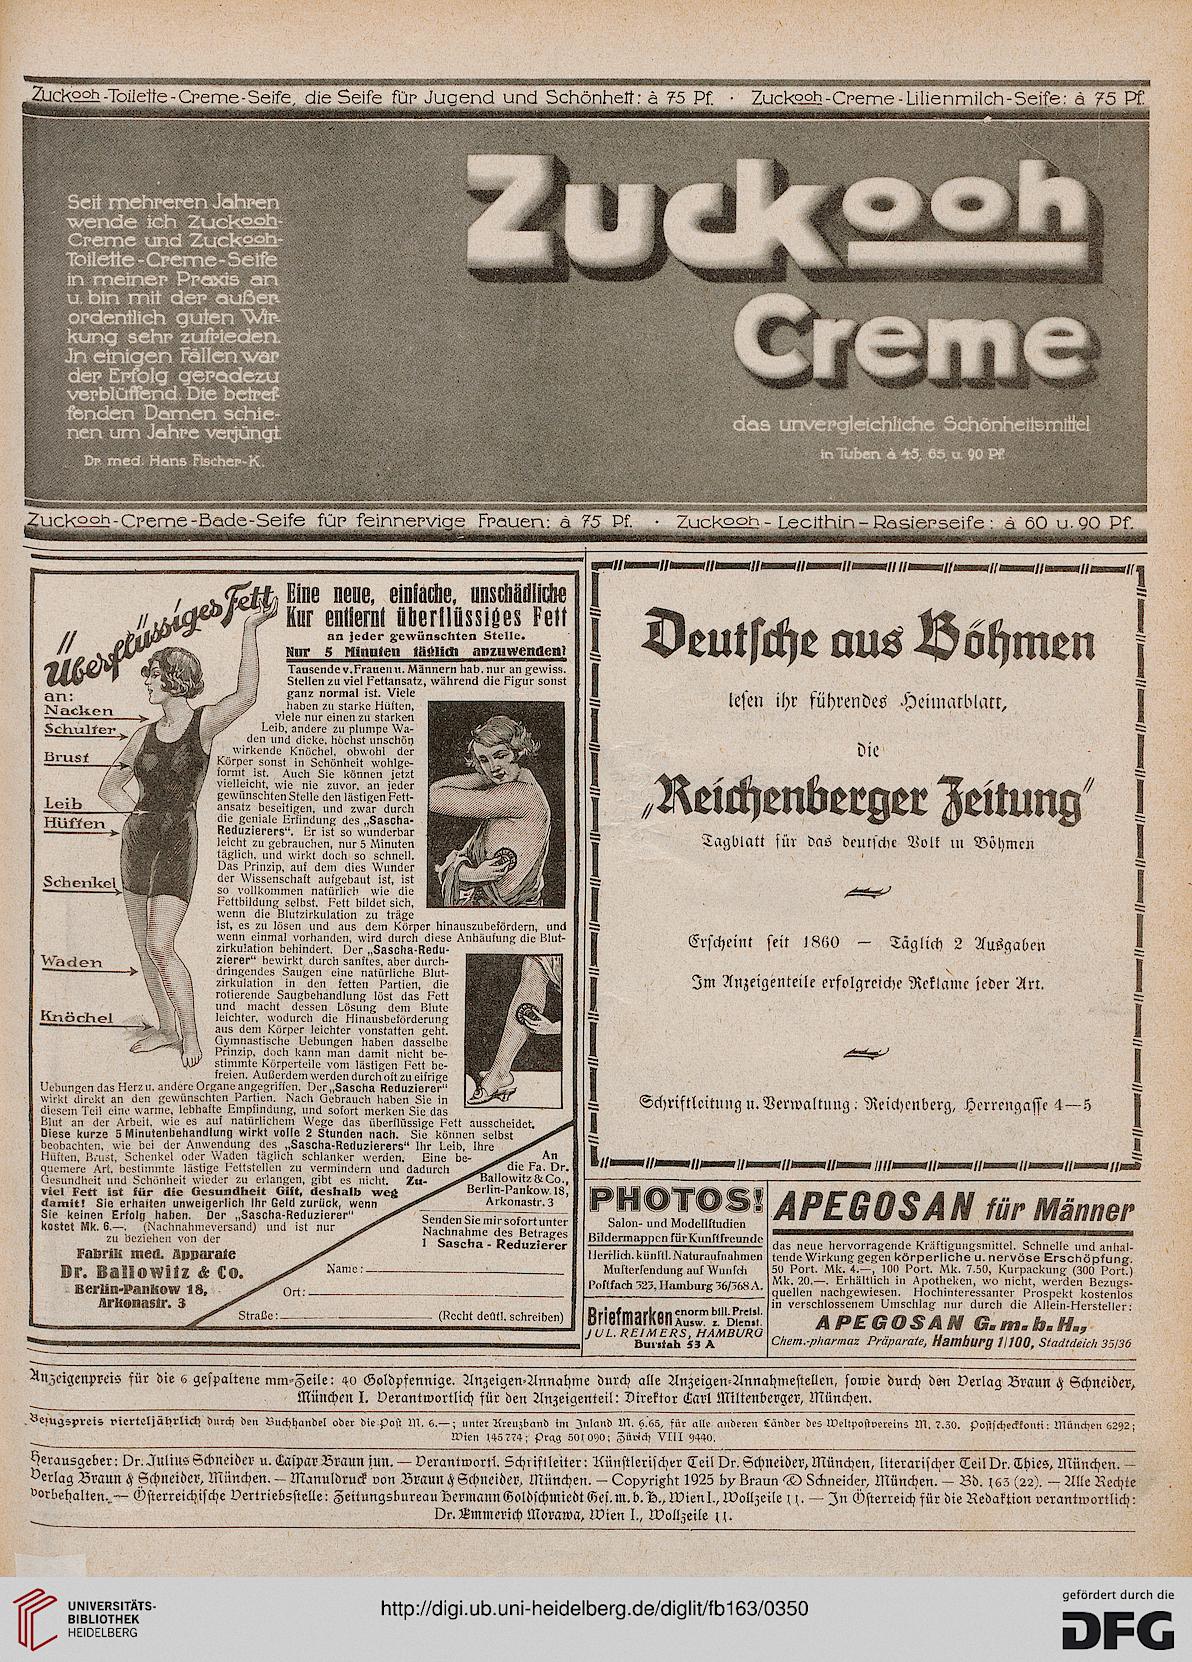 Zuckooh-Toilette-Creme-Seife, die Seife für Jugend und Schönheit: à 75 Pf. · Zuckooh-Creme-Lilienmilch-Seife: à 75 Pf.
Seit mehreren Jahren
wende ich Zuckooh-
Creme und Zuckooh-
Toilette-Creme-Seife
in meiner Praxis an
u. bin mit der außer-
ordentlich guten Wir-
kung sehr zufrieden.
Jn einigen Fällen war
der Erfolg geradezu
verblüffend. Die betref-
fenden Damen schie-
nen um Jahre verjüngt
Dr. med. Hans Fischer-K.
Zuckooh
Creme
das unvergleichliche Schönheitsmittel
in Tuben à 45, 65 u. 90 Pf.
Zuckooh-Creme-Bade-Seife für feinnervige Frauen: à 75 Pf. · Zuckooh-Lecithin-Rasierseife: à 60 u. 90 Pf.
Überflüssiges Fett
an:
Nacken
Schulter
Brust
Leib
Hüften
Schenkel
Waden
Knöchel
Eine neue, einfache, unschädliche
Kur entfernt überflüssiges Fett
an jeder gewünschten Stelle.
Nur 5 Minuten täglich anzuwenden!
Tausende v. Frauen u. Männern hab. nur an gewiss.
Stellen zu viel Fettansatz, während die Figur sonst
ganz normal ist. Viele
haben zu starke Hüften,
viele nur einen zu starken
Leib, andere zu plumpe Wa-
den und dicke, höchst unschön
wirkende Knöchel, obwohl der
Körper sonst in Schönheit wohlge-
formt ist. Auch Sie können jetzt
vielleicht, wie nie zuvor, an jeder
gewünschten Stelle den lästigen Fett-
ansatz beseitigen, und zwar durch
die geniale Erfindung des „Sascha-
Reduzierers“. Er ist so wunderbar
leicht zu gebrauchen, nur 5 Minuten
täglich, und wirkt doch so schnell.
Das Prinzip, auf dem dies Wunder
der Wissenschaft aufgebaut ist, ist
so vollkommen natürlich wie die
Fettbildung selbst. Fett bildet sich,
wenn die Blutzirkulation zu träge
ist, es zu lösen und aus dem Körper hinauszubefördern, und
wenn einmal vorhanden, wird durch diese Anhäufung die Blut-
zirkulation behindert. Der „Sascha-Redu-
zierer“ bewirkt durch sanftes, aber durch-
dringendes Saugen eine natürliche Blut-
zirkulation in den fetten Partien, die
rotierende Saugbehandlung löst das Fett
und macht dessen Lösung dem Blute
leichter, wodurch die Hinausbeförderung
aus dem Körper leichter vonstatten geht.
Gymnastische Uebungen haben dasselbe
Prinzip, doch kann man damit nicht be-
stimmte Körperteile vom lästigen Fett be-
freien. Außerdem werden durch oft zu eifrige
Uebungen das Herz u. andere Organe angegriffen. Der „Sascha Reduzierer“
wirkt direkt an den gewünschten Partien. Nach Gebrauch haben Sie in
diesem Teil eine warme, lebhafte Empfindung, und sofort merken Sie das
Blut an der Arbeit, wie es auf natürlichem Wege das überflüssige Fett ausscheidet.
Diese kurze 5 Minutenbehandlung wirkt volle 2 Stunden nach. Sie können selbst
beobachten, wie bei der Anwendung des „Sascha-Reduzierers“ Ihr Leib, Ihre
Hüften, Brust, Schenkel oder Waden täglich schlanker werden. Eine be-
quemere Art, bestimmte lästige Fettstellen zu vermindern und dadurch
Gesundheit und Schönheit wieder zu erlangen, gibt es nicht. Zu-
viel Fett ist für die Gesundheit Gift, deshalb weg
damit! Sie erhalten unweigerlich Ihr Geld zurück, wenn
Sie keinen Erfolg haben. Der „Sascha-Reduzierer“
kostet Mk. 6.—. (Nachnahmeversand) und ist nur
zu beziehen von der
Fabrik med. Apparate
Dr. Ballowitz & Co.
Berlin-Pankow 18,
Arkonastr. 3
An
die Fa. Dr.
Ballowitz & Co.,
Berlin-Pankow 18,
Arkonastr. 3
Senden Sie mir sofort unter
Nachnahme des Betrages
1 Sascha-Reduzierer
Name:
Ort:
Straße: (Recht deutl. schreiben)
Deutsche aus Böhmen
lesen ihr führendes Heimatblatt,
die
„Reichenberger Zeitung“
Tagblatt für das deutsche Volk in Böhmen
Erscheint seit 1860 — Täglich 2 Ausgaben
Im Anzeigenteile erfolgreiche Reklame jeder Art.
Schriftleitung u. Verwaltung: Reichenberg, Herrengasse 4—5
PHOTOS!
Salon- und Modellstudien
Bildermappen für Kunstfreunde
Herrlich. künstl. Naturaufnahmen
Mustersendung auf Wunsch
Postfach 323, Hamburg 36/368 A.
Briefmarken enorm bill. Preisl.
Ausw. z. Dienst.
JUL. REIMERS, HAMBURG
Burstah 53 A
APEGOSAN für Männer
das neue hervorragende Kräftigungsmittel. Schnelle und anhal-
tende Wirkung gegen körperliche u. nervöse Erschöpfung.
50 Port. Mk. 4.—, 100 Port. Mk. 7.50, Kurpackung (300 Port.)
Mk. 20.—. Erhältlich in Apotheken, wo nicht, werden Bezugs-
quellen nachgewiesen. Hochinteressanter Prospekt kostenlos
in verschlossenem Umschlag nur durch die Allein-Hersteller:
APEGOSAN G. m. b. H.,
Chem.-pharmaz Präparate, Hamburg 1/100, Stadtdeich 35/36
Anzeigenpreis für die 6 gespaltene mm-Zeile: 40 Goldpfennige. Anzeigen-Annahme durch alle Anzeigen-Annahmestellen, sowie durch den Verlag Braun & Schneider,
München I. Verantwortlich für den Anzeigenteil: Direktor Carl Miltenberger, München.
Bezugspreis vierteljährlich durch den Buchhandel oder die Post M. 6.—; unter Kreuzband im Inland M. 6.65, für alle anderen Länder des Weltpostvereins M. 7.30. Postscheckkonti: München 6292;
Wien 145774; Prag 501090; Zürich VIII 9440.
Herausgeber: Dr. Julius Schneider u. Caspar Braun jun. — Verantwortl. Schriftleiter: Künstlerischer Teil Dr. Schneider, München, literarischer Teil Dr. Thies, München. —
Verlag Braun & Schneider, München. — Manuldruck von Braun & Schneider, München. — Copyright 1925 by Braun & Schneider, München. — Bd. 163 (22). — Alle Rechte
vorbehalten. — Österreichische Vertriebsstelle: Zeitungsbureau Hermann Goldschmiedt Ges. m. b. H., Wien I., Wollzeile 11. — In Österreich für die Redaktion verantwortlich:
Dr. Emmerich Morawa, Wien I., Wollzeile 11.
UNIVERSITÄTS-
BIBLIOTHEK
HEIDELBERG
http://digi.ub.uni-heidelberg.de/diglit/fb163/0350
gefördert durch die
DFG